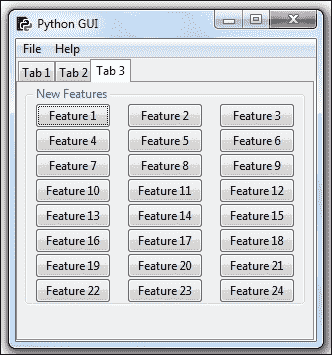 Python GUI
File Help
Tab 1 Tab 2 Tab 3
New Features
Feature 1 Feature 2 Feature 3
Feature 4 Feature 5 Feature 6
Feature 7 Feature 8 Feature 9
Feature 10 Feature 11 Feature 12
Feature 13 Feature 14 Feature 15
Feature 16 Feature 17 Feature 18
Feature 19 Feature 20 Feature 21
Feature 22 Feature 23 Feature 24